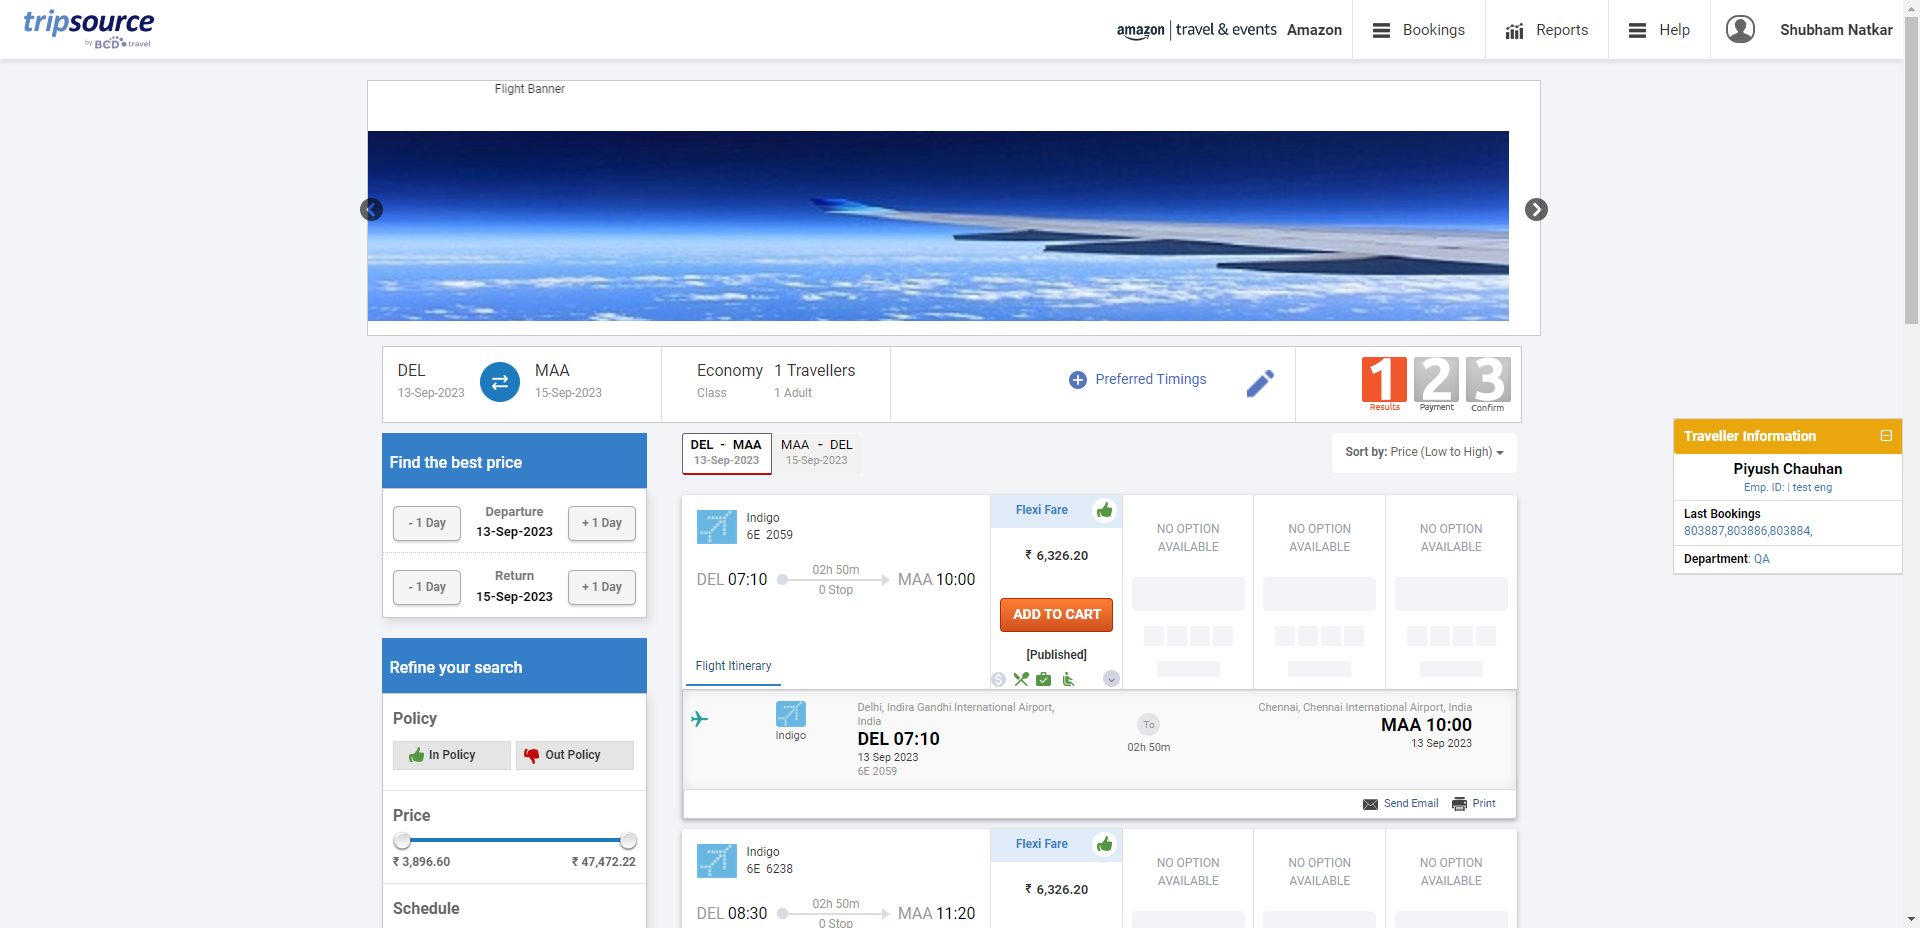 tripsource
by BCD travel
amazon travel & events Amazon
Bookings
Reports
Help
Shubham Natkar
Flight Banner
DEL
13-Sep-2023
MAA
15-Sep-2023
Economy
Class
1 Travellers
1 Adult
Preferred Timings
1
Results
2
Payment
3
Confirm
Find the best price
- 1 Day
Departure
13-Sep-2023
+ 1 Day
- 1 Day
Return
15-Sep-2023
+ 1 Day
Refine your search
Policy
In Policy
Out Policy
Price
₹ 3,896.60
₹ 47,472.22
Schedule
DEL - MAA
13-Sep-2023
MAA - DEL
15-Sep-2023
Sort by: Price (Low to High)
Indigo
6E 2059
DEL 07:10
02h 50m
0 Stop
MAA 10:00
Flight Itinerary
Flexi Fare
₹ 6,326.20
ADD TO CART
[Published]
NO OPTION
AVAILABLE
NO OPTION
AVAILABLE
NO OPTION
AVAILABLE
Indigo
Delhi, Indira Gandhi International Airport,
India
DEL 07:10
13 Sep 2023
6E 2059
To
02h 50m
Chennai, Chennai International Airport, India
MAA 10:00
13 Sep 2023
Send Email
Print
Indigo
6E 6238
DEL 08:30
02h 50m
0 Stop
MAA 11:20
Flexi Fare
₹ 6,326.20
NO OPTION
AVAILABLE
NO OPTION
AVAILABLE
NO OPTION
AVAILABLE
Traveller Information
Piyush Chauhan
Emp. ID: | test eng
Last Bookings
803887,803886,803884,
Department: QA